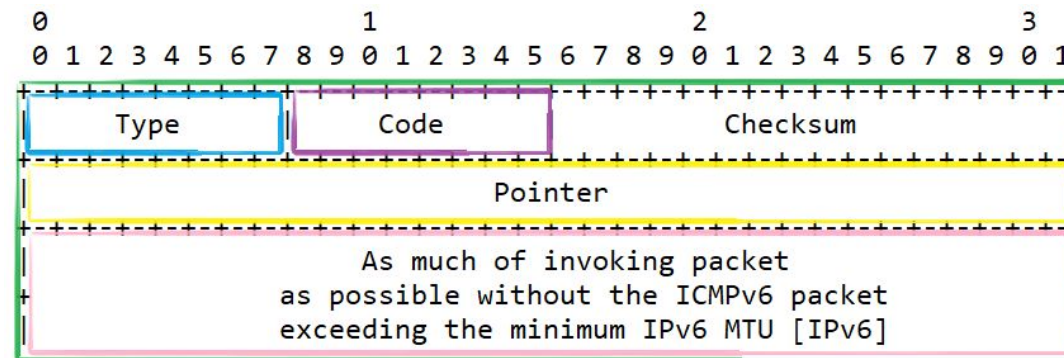 0 1 2 3
0 1 2 3 4 5 6 7 8 9 0 1 2 3 4 5 6 7 8 9 0 1 2 3 4 5 6 7 8 9 0 1
+-+-+-+-+-+-+-+-+-+-+-+-+-+-+-+-+-+-+-+-+-+-+-+-+-+-+-+-+-+-+-+-
| Type | Code | Checksum
+-+-+-+-+-+-+-+-+-+-+-+-+-+-+-+-+-+-+-+-+-+-+-+-+-+-+-+-+-+-+-+-
| Pointer
+-+-+-+-+-+-+-+-+-+-+-+-+-+-+-+-+-+-+-+-+-+-+-+-+-+-+-+-+-+-+-+-
| As much of invoking packet
+ as possible without the ICMPv6 packet
| exceeding the minimum IPv6 MTU [IPv6]